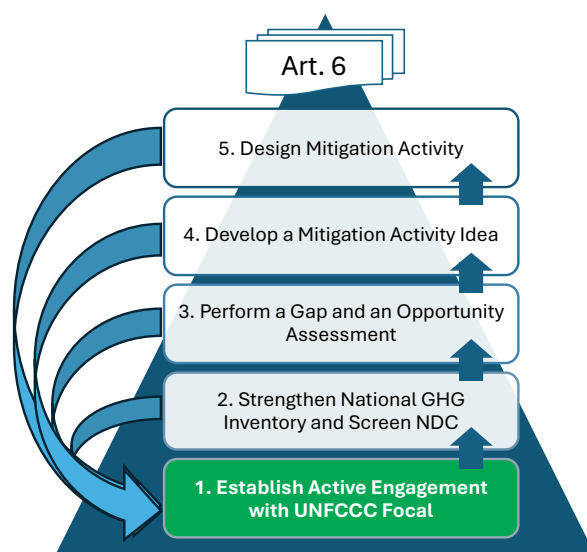 Art. 6
5. Design Mitigation Activity
4. Develop a Mitigation Activity Idea
3. Perform a Gap and an Opportunity
Assessment
2. Strengthen National GHG
Inventory and Screen NDC
1. Establish Active Engagement
with UNFCCC Focal